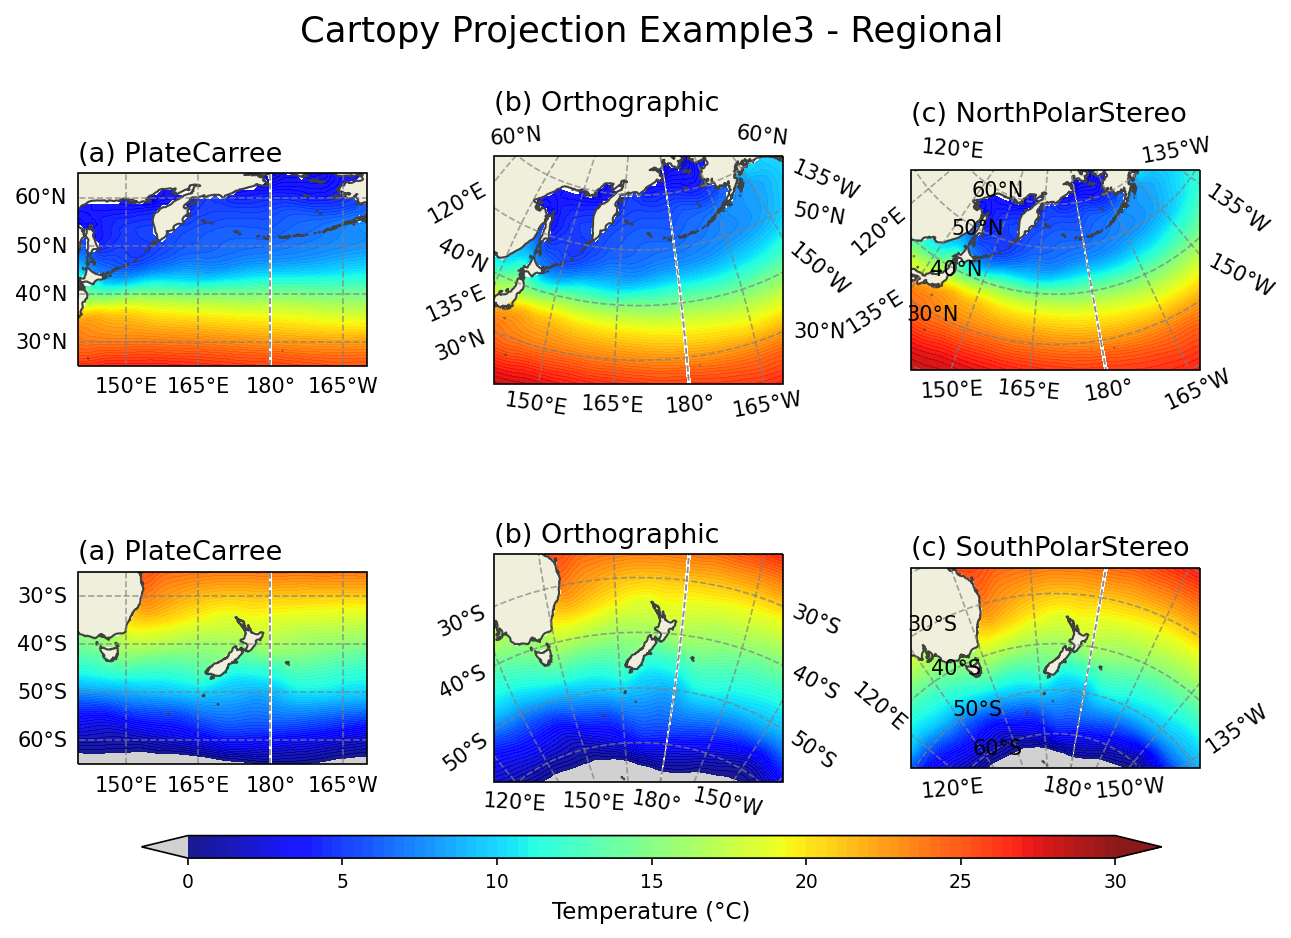 Cartopy Projection Example3 - Regional
(a) PlateCarree
60°N
50°N
40°N
30°N
150°E 165°E 180° 165°W
(b) Orthographic
60°N 60°N
120°E
40°N
135°E
30°N
135°W
50°N
150°W
30°N
150°E 165°E 180° 165°W
(c) NorthPolarStereo
120°E 135°W
120°E
135°E
60°N
50°N
40°N
30°N
135°W
150°W
150°E 165°E 180° 165°W
(a) PlateCarree
30°S
40°S
50°S
60°S
150°E 165°E 180° 165°W
(b) Orthographic
30°S
40°S
50°S
30°S
40°S
50°S
120°E 150°E 180° 150°W
(c) SouthPolarStereo
30°S
40°S
50°S
60°S
120°E
135°W
120°E 180° 150°W
0 5 10 15 20 25 30
Temperature (°C)